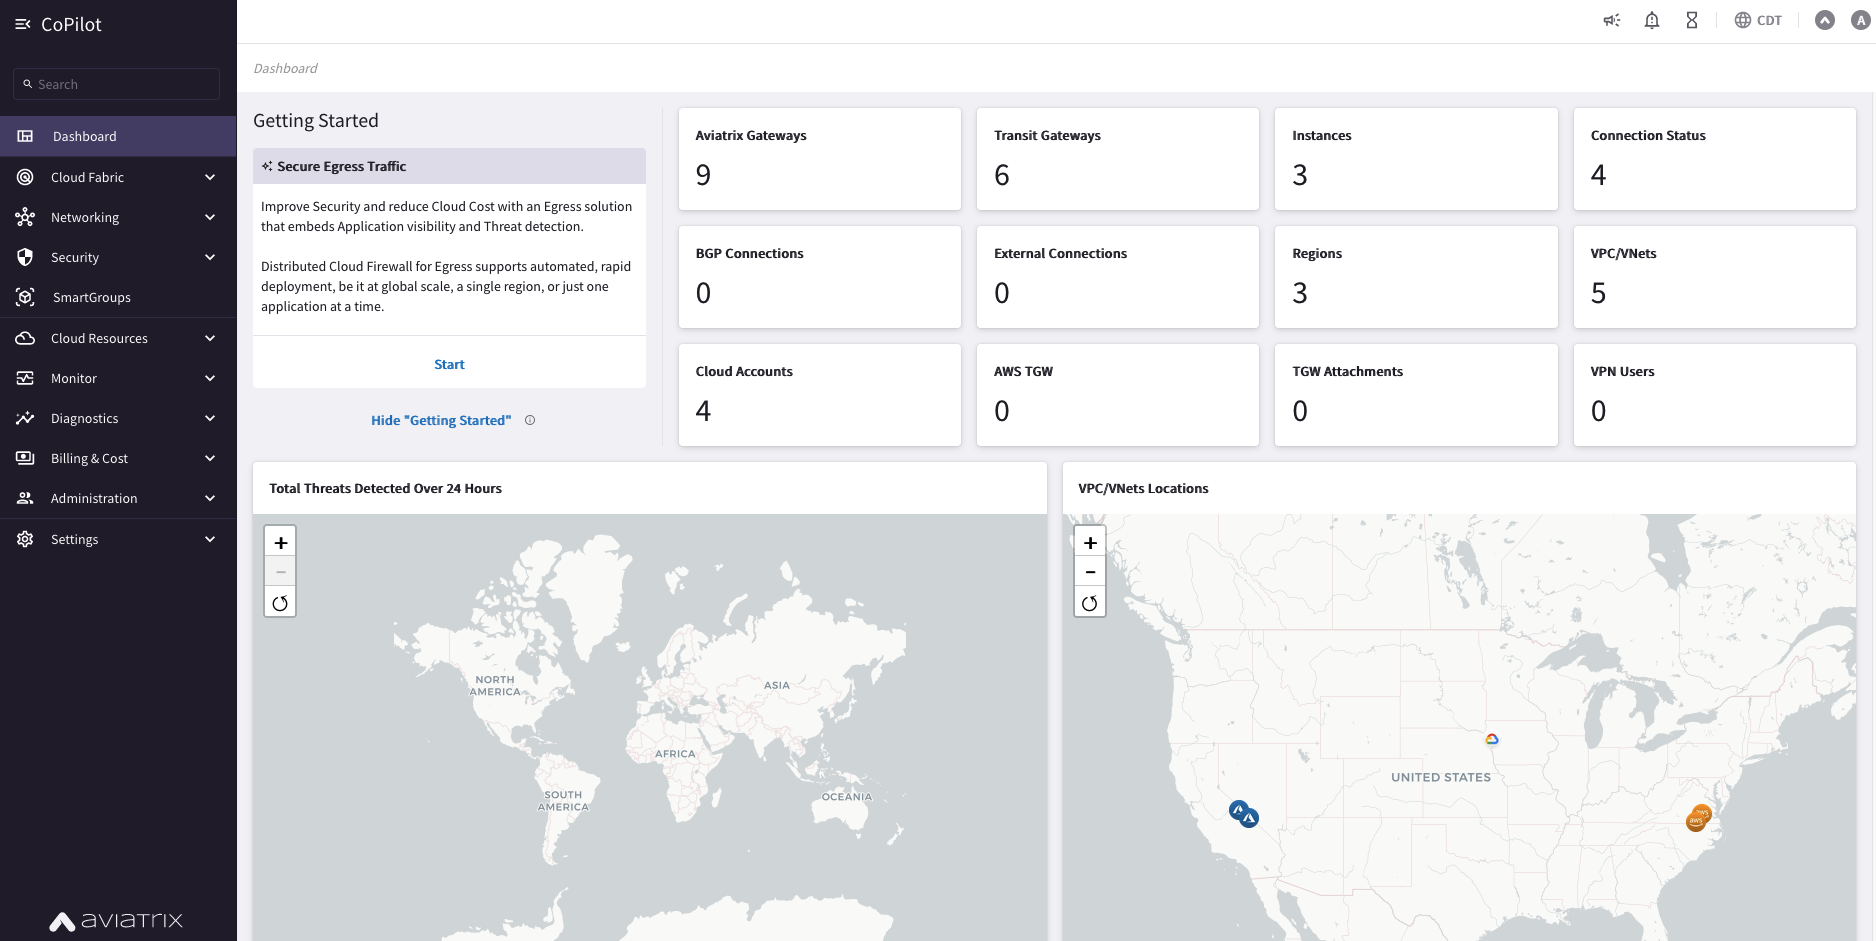 CoPilot
Search
Dashboard
Cloud Fabric
Networking
Security
SmartGroups
Cloud Resources
Monitor
Diagnostics
Billing & Cost
Administration
Settings
aviatrix
CDT
A
Dashboard
Getting Started
Secure Egress Traffic
Improve Security and reduce Cloud Cost with an Egress solution
that embeds Application visibility and Threat detection.
Distributed Cloud Firewall for Egress supports automated, rapid
deployment, be it at global scale, a single region, or just one
application at a time.
Start
Hide "Getting Started"
Aviatrix Gateways
9
Transit Gateways
6
Instances
3
Connection Status
4
BGP Connections
0
External Connections
0
Regions
3
VPC/VNets
5
Cloud Accounts
4
AWS TGW
0
TGW Attachments
0
VPN Users
0
Total Threats Detected Over 24 Hours
+
−
NORTH
AMERICA
ASIA
AFRICA
SOUTH
AMERICA
OCEANIA
VPC/VNets Locations
+
−
UNITED STATES
aws
aws